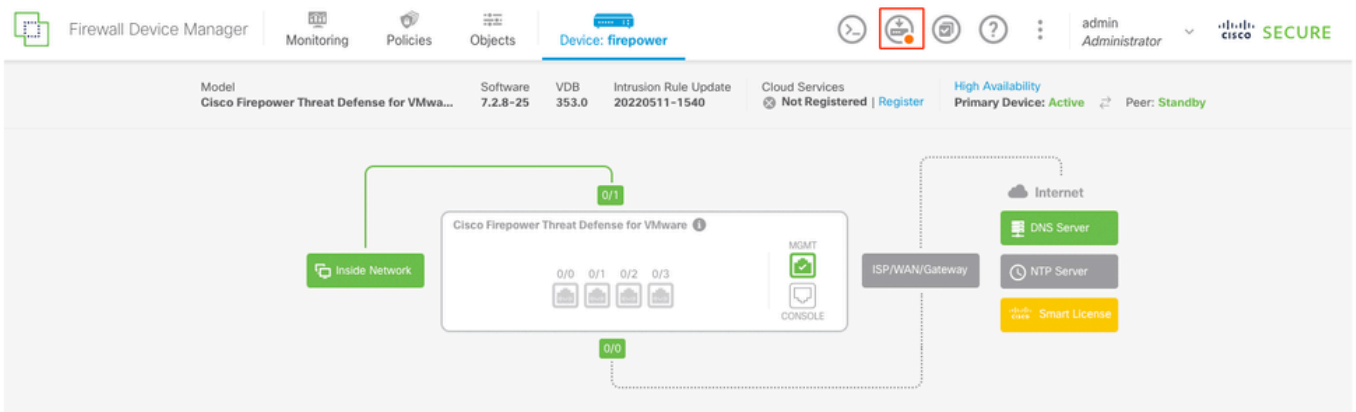 Firewall Device Manager
Monitoring
Policies
Objects
Device: firepower
admin
Administrator
cisco SECURE
Model
Cisco Firepower Threat Defense for VMwa...
Software
7.2.8-25
VDB
353.0
Intrusion Rule Update
20220511-1540
Cloud Services
Not Registered | Register
High Availability
Primary Device: Active
Peer: Standby
0/1
Internet
Cisco Firepower Threat Defense for VMware
DNS Server
MGMT
Inside Network
0/0 0/1 0/2 0/3
ISP/WAN/Gateway
NTP Server
CONSOLE
cisco Smart License
0/0